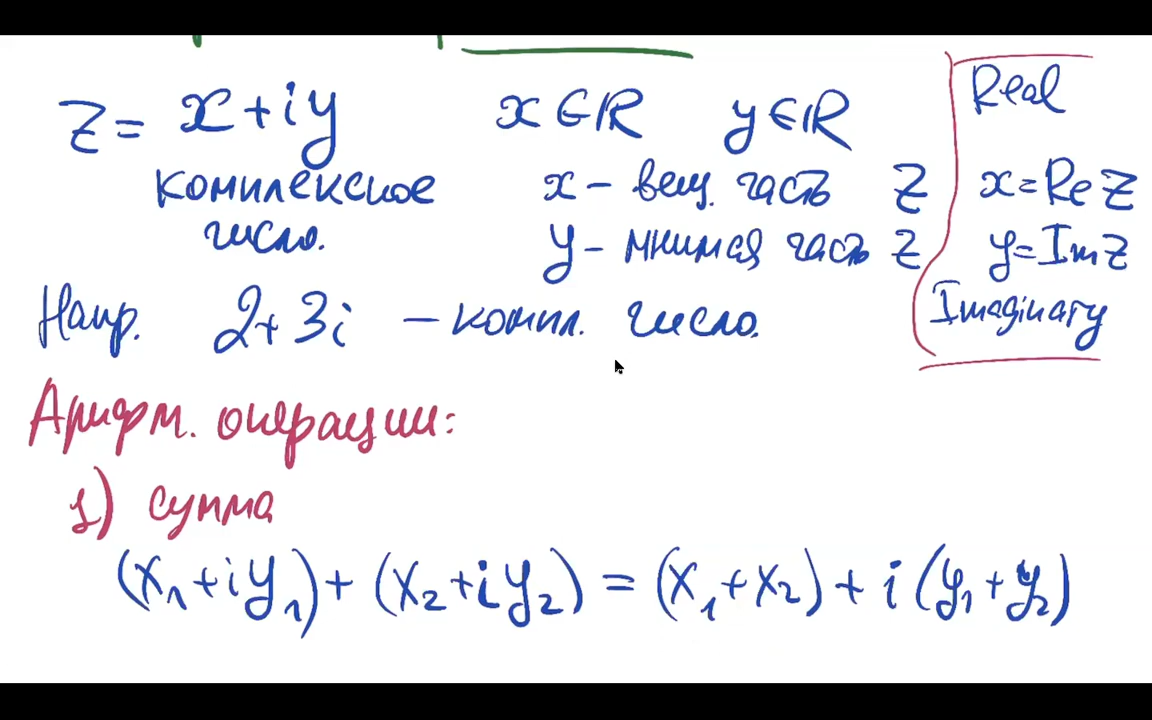 z = x + iy x ∈ ℝ y ∈ ℝ Real
комплексное x – вещ. часть z x = Re z
число. y – мнимая часть z y = Im z
Напр. 2 + 3i – компл. число. Imaginary
Арифм. операции:
1) сумма
(x₁ + iy₁) + (x₂ + iy₂) = (x₁ + x₂) + i(y₁ + y₂)